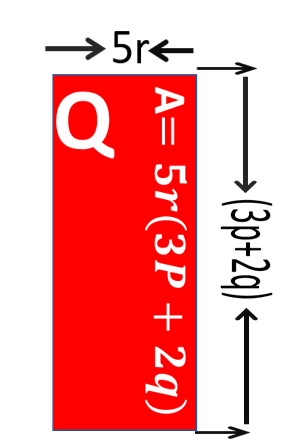 5r
Q
A= 5r(3P + 2q)
(3p+2q)